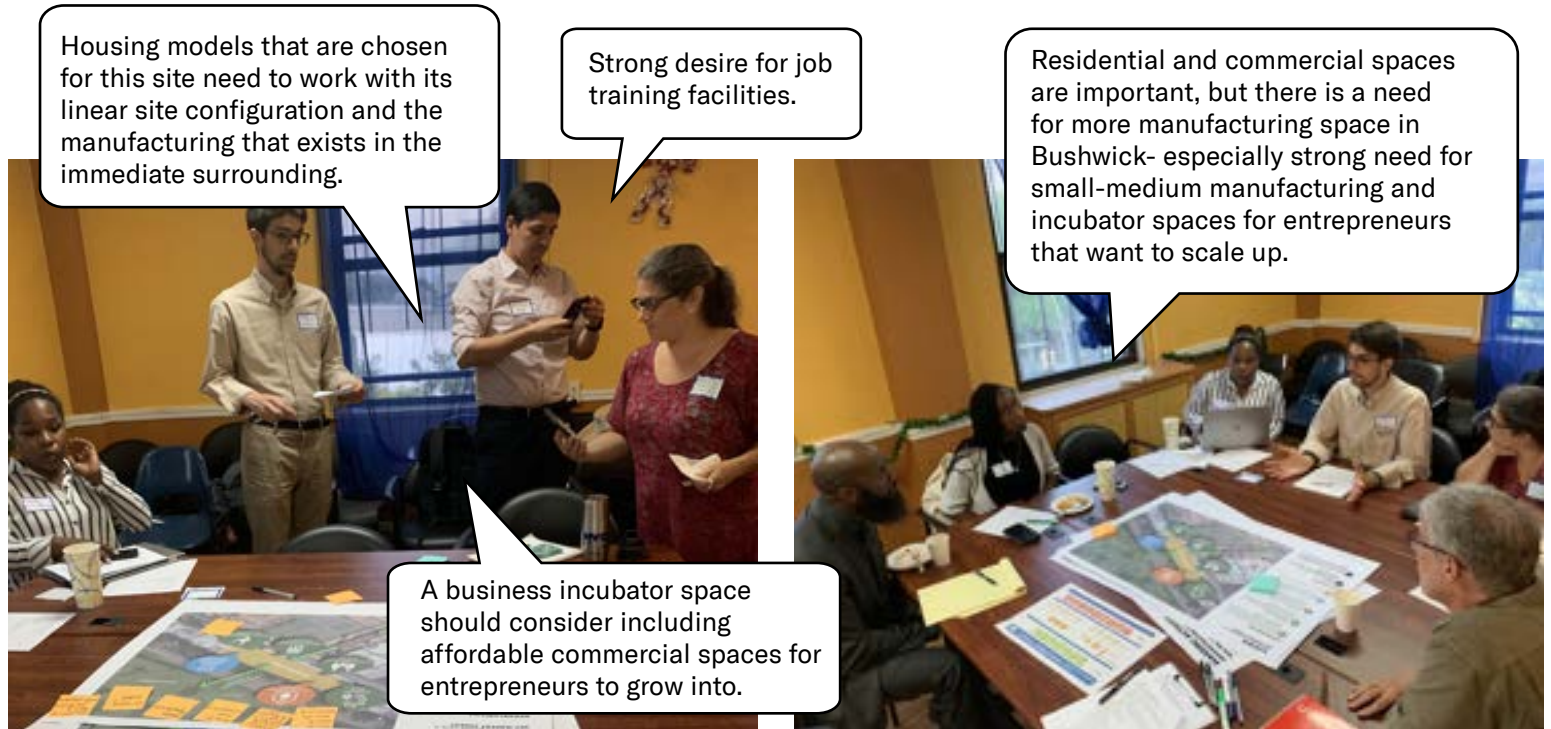 Housing models that are chosen
for this site need to work with its
linear site configuration and the
manufacturing that exists in the
immediate surrounding.
Strong desire for job
training facilities.
A business incubator space
should consider including
affordable commercial spaces for
entrepreneurs to grow into.
Residential and commercial spaces
are important, but there is a need
for more manufacturing space in
Bushwick- especially strong need for
small-medium manufacturing and
incubator spaces for entrepreneurs
that want to scale up.